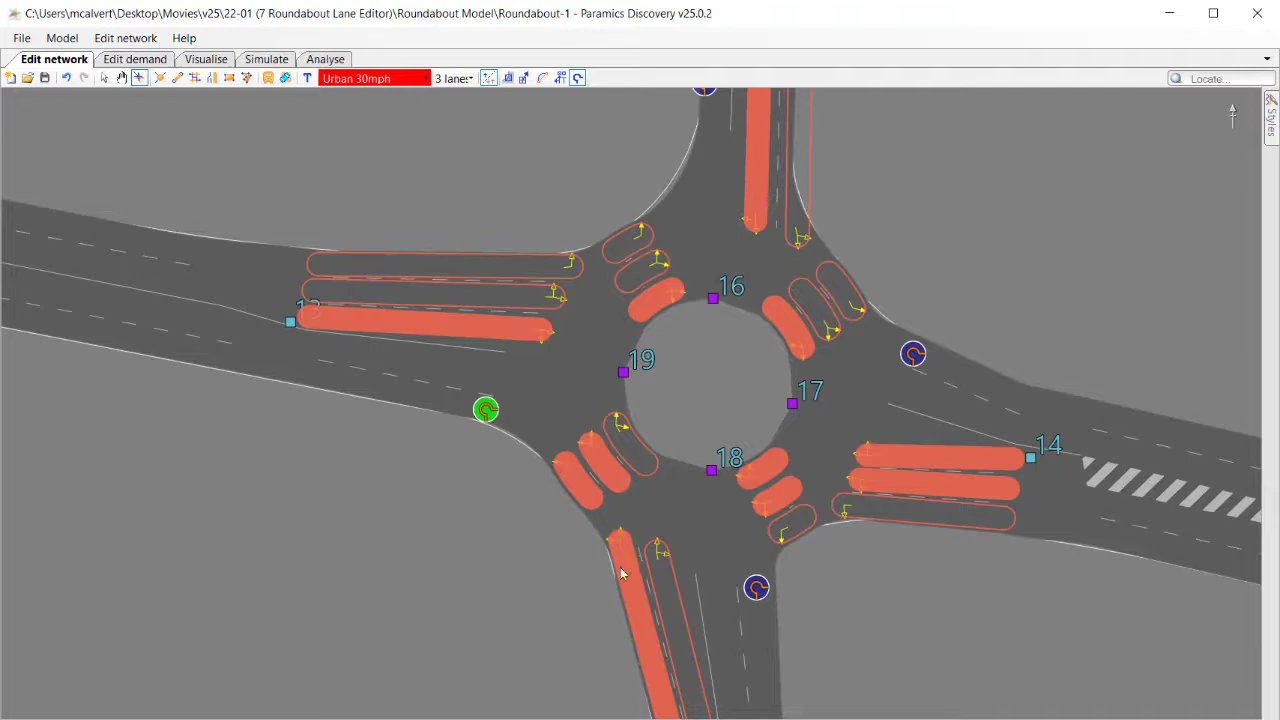 C:\Users\mcalvert\Desktop\Movies\v25\22-01 (7 Roundabout Lane Editor)\Roundabout Model\Roundabout-1 - Paramics Discovery v25.0.2
File Model Edit network Help
Edit network Edit demand Visualise Simulate Analyse
T Urban 30mph 3 lanes Locate...
Styles
16
19
17
18
14